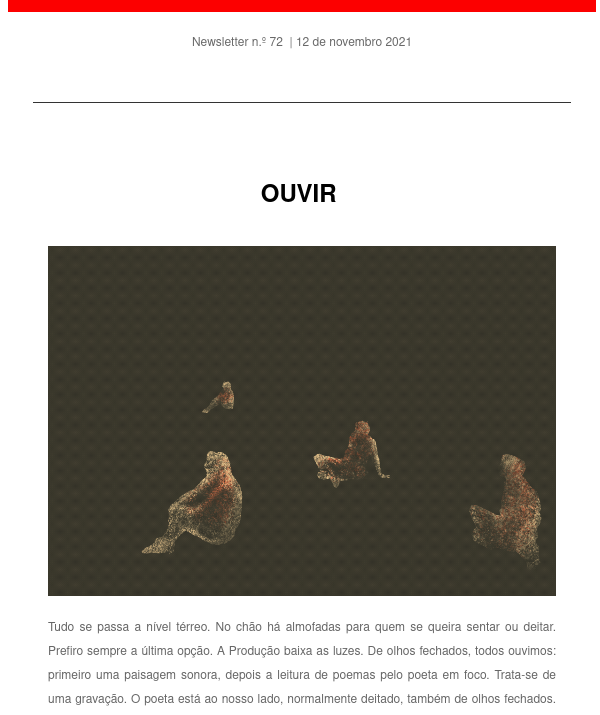 Newsletter n.º 72 | 12 de novembro 2021
OUVIR
Tudo se passa a nível térreo. No chão há almofadas para quem se queira sentar ou deitar.
Prefiro sempre a última opção. A Produção baixa as luzes. De olhos fechados, todos ouvimos:
primeiro uma paisagem sonora, depois a leitura de poemas pelo poeta em foco. Trata-se de
uma gravação. O poeta está ao nosso lado, normalmente deitado, também de olhos fechados.